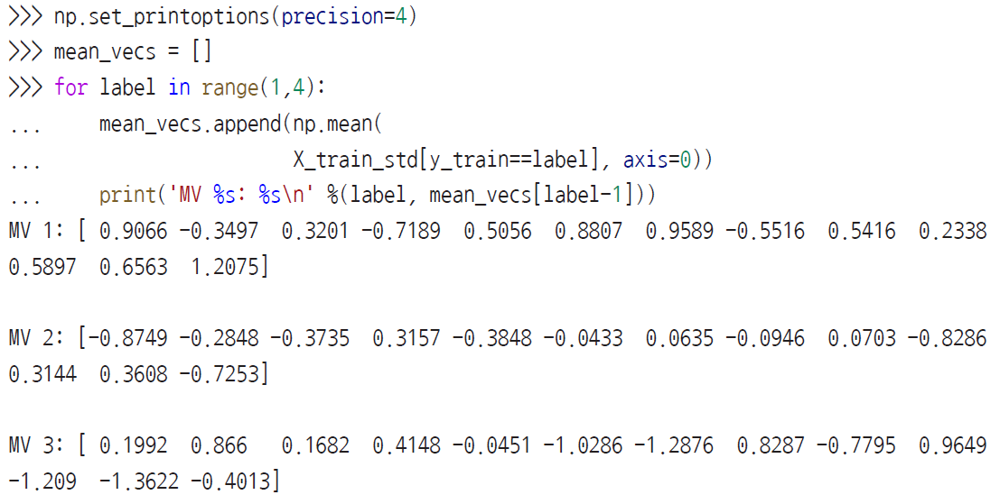 >>> np.set_printoptions(precision=4)
>>> mean_vecs = []
>>> for label in range(1,4):
...     mean_vecs.append(np.mean(
...                      X_train_std[y_train==label], axis=0))
...     print('MV %s: %s\n' %(label, mean_vecs[label-1]))
MV 1: [ 0.9066 -0.3497  0.3201 -0.7189  0.5056  0.8807  0.9589 -0.5516  0.5416  0.2338
0.5897  0.6563  1.2075]
MV 2: [-0.8749 -0.2848 -0.3735  0.3157 -0.3848 -0.0433  0.0635 -0.0946  0.0703 -0.8286
0.3144  0.3608 -0.7253]
MV 3: [ 0.1992  0.866   0.1682  0.4148 -0.0451 -1.0286 -1.2876  0.8287 -0.7795  0.9649
-1.209  -1.3622 -0.4013]